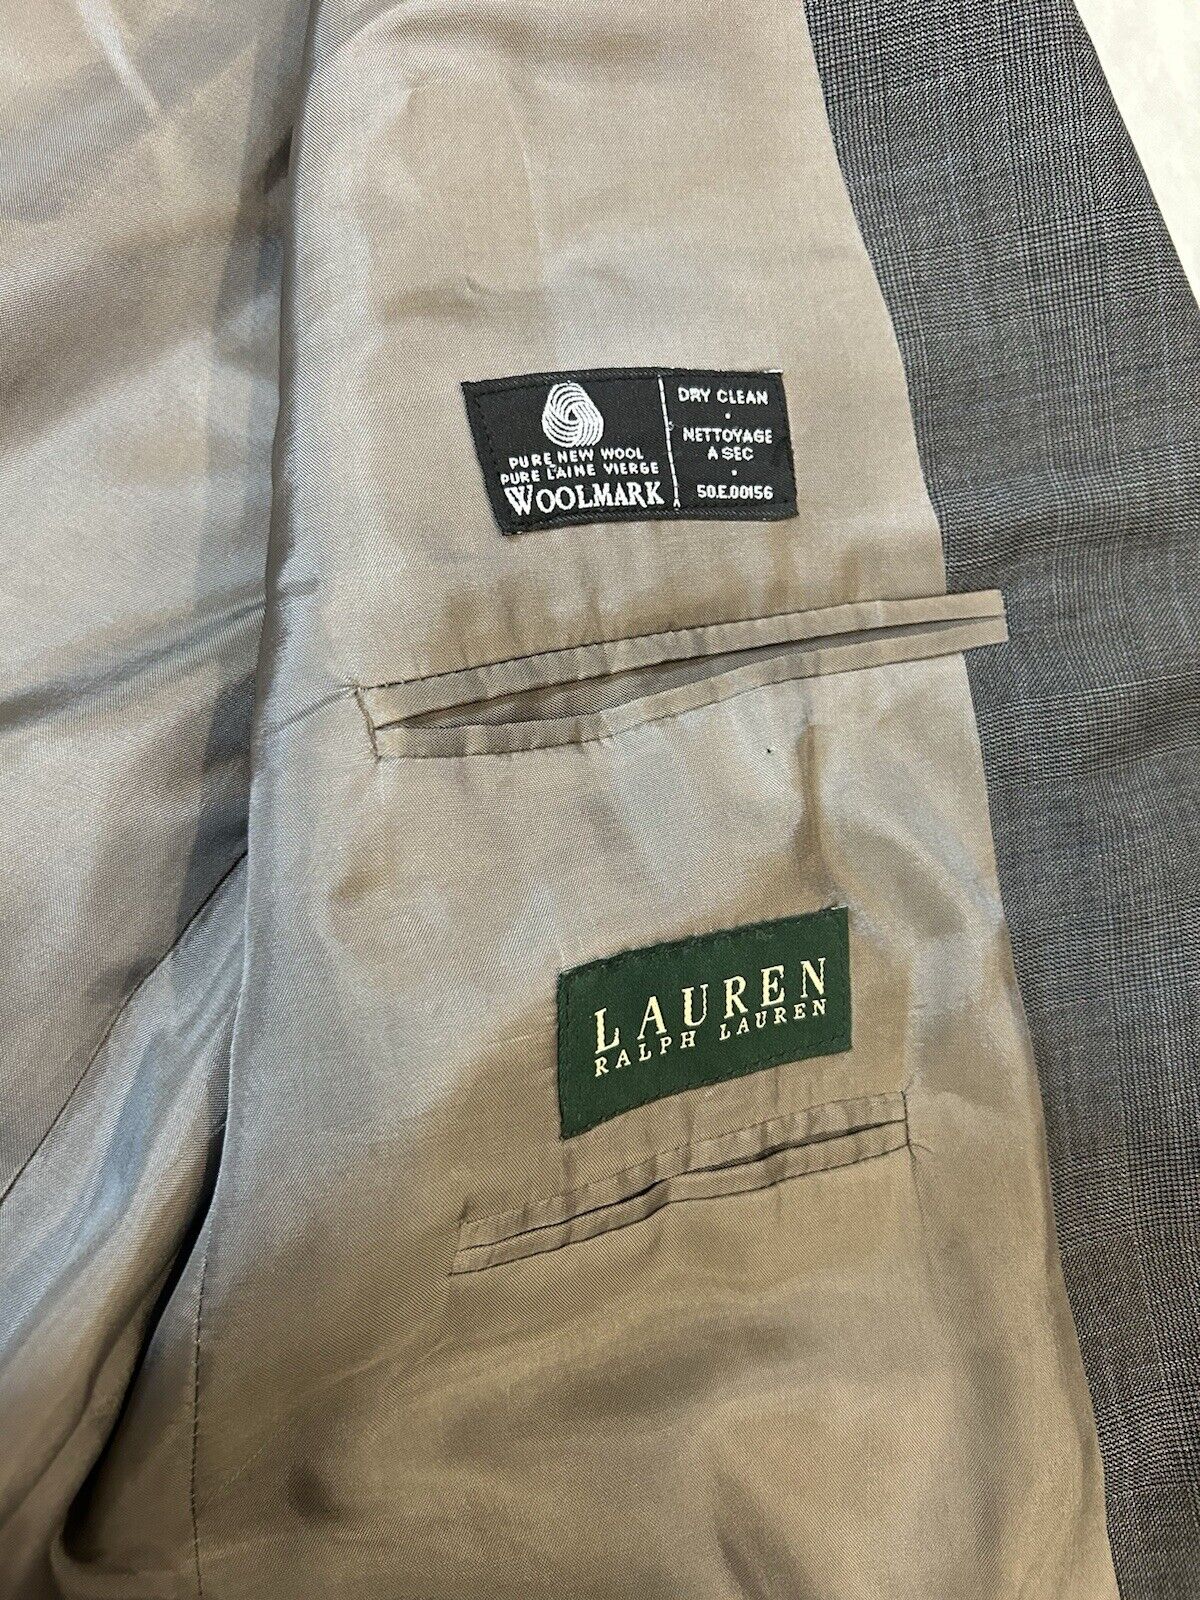 PURE NEW WOOL
PURE LAINE VIERGE
WOOLMARK
DRY CLEAN
•
NETTOYAGE
A SEC
•
50.E.00156
LAUREN
RALPH LAUREN